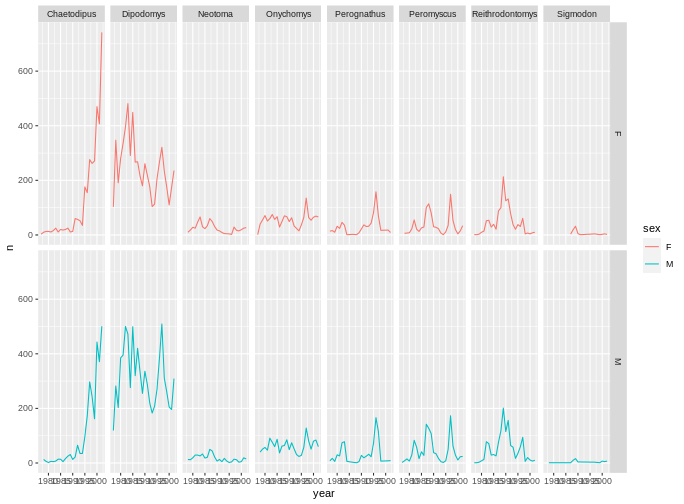 Chaetodipus Dipodomys Neotoma Onychomys Perognathus Peromyscus Reithrodontomys Sigmodon
600
400
200
0
F
n
sex
F
M
600
400
200
0
M
year